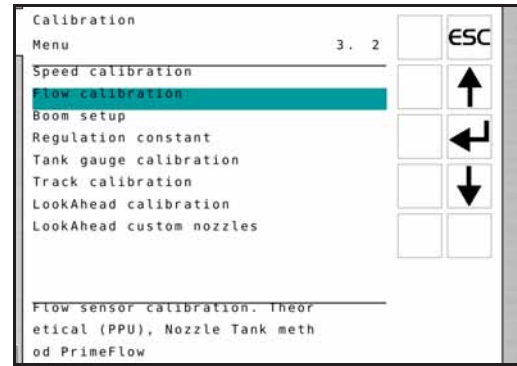 Calibration
Menu 3. 2
ESC
Speed calibration
Flow calibration
Boom setup
Regulation constant
Tank gauge calibration
Track calibration
LookAhead calibration
LookAhead custom nozzles
Flow sensor calibration. Theor
etical (PPU), Nozzle Tank meth
od PrimeFlow